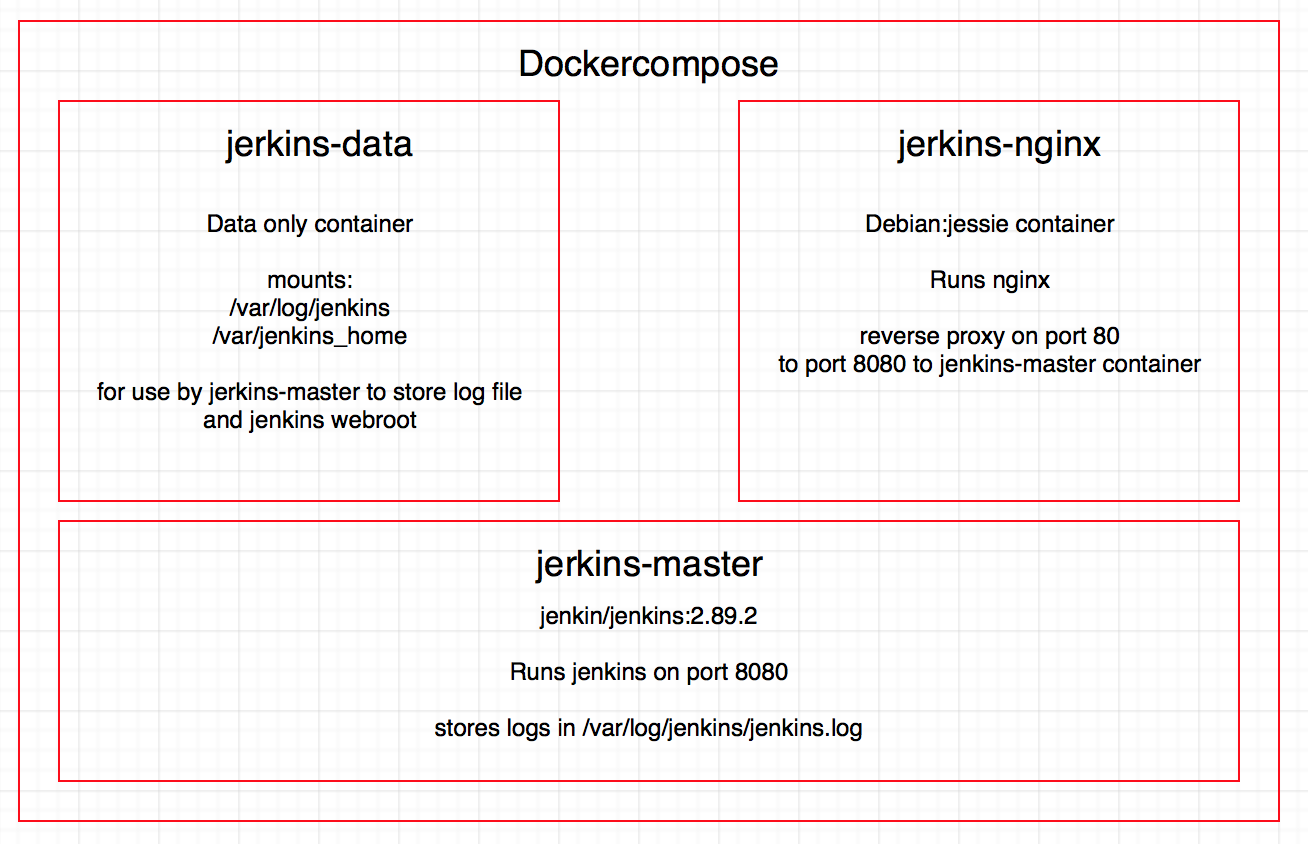 Dockercompose
jerkins-data
Data only container
mounts:
/var/log/jenkins
/var/jenkins_home
for use by jerkins-master to store log file
and jenkins webroot
jerkins-nginx
Debian:jessie container
Runs nginx
reverse proxy on port 80
to port 8080 to jenkins-master container
jerkins-master
jenkin/jenkins:2.89.2
Runs jenkins on port 8080
stores logs in /var/log/jenkins/jenkins.log